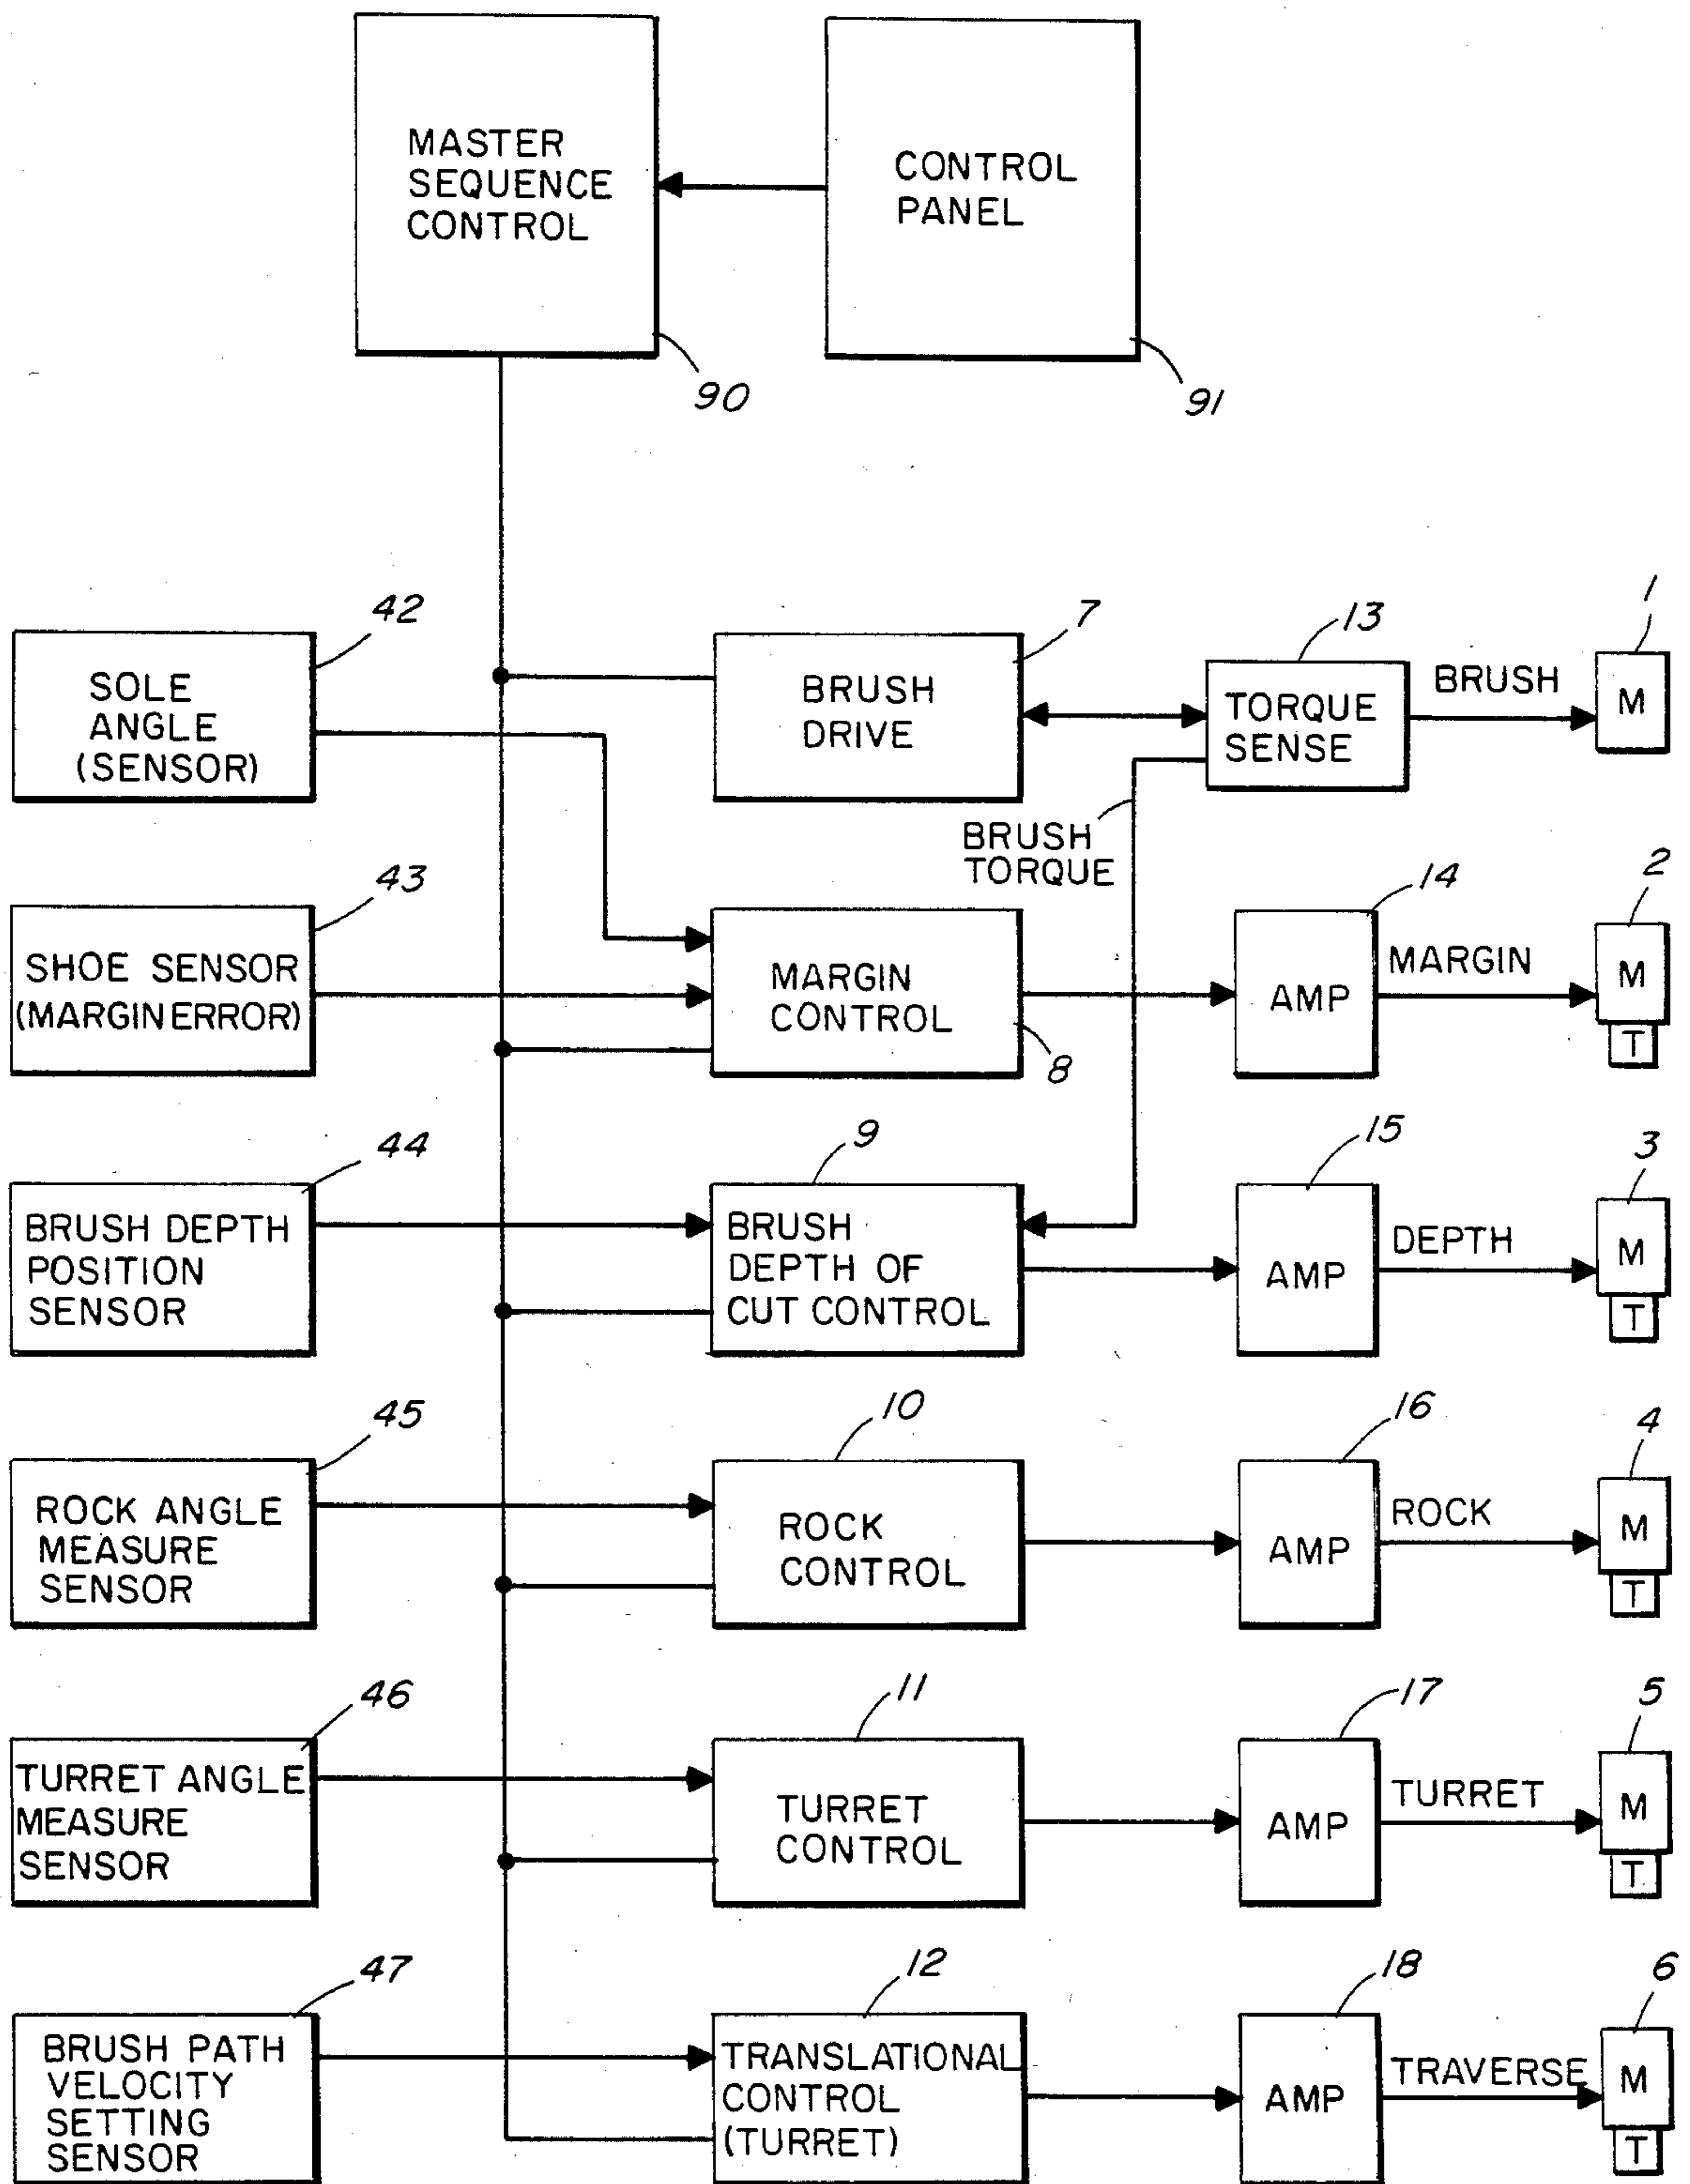 MASTER
SEQUENCE
CONTROL
CONTROL
PANEL
90
91
42
7
13
1
SOLE
ANGLE
(SENSOR)
BRUSH
DRIVE
TORQUE
SENSE
BRUSH
M
BRUSH
TORQUE
43
14
2
SHOE SENSOR
(MARGIN ERROR)
MARGIN
CONTROL
8
AMP
MARGIN
M
T
44
9
15
3
BRUSH DEPTH
POSITION
SENSOR
BRUSH
DEPTH OF
CUT CONTROL
AMP
DEPTH
M
T
45
10
16
4
ROCK ANGLE
MEASURE
SENSOR
ROCK
CONTROL
AMP
ROCK
M
T
46
11
17
5
TURRET ANGLE
MEASURE
SENSOR
TURRET
CONTROL
AMP
TURRET
M
T
47
12
18
6
BRUSH PATH
VELOCITY
SETTING
SENSOR
TRANSLATIONAL
CONTROL
(TURRET)
AMP
TRAVERSE
M
T